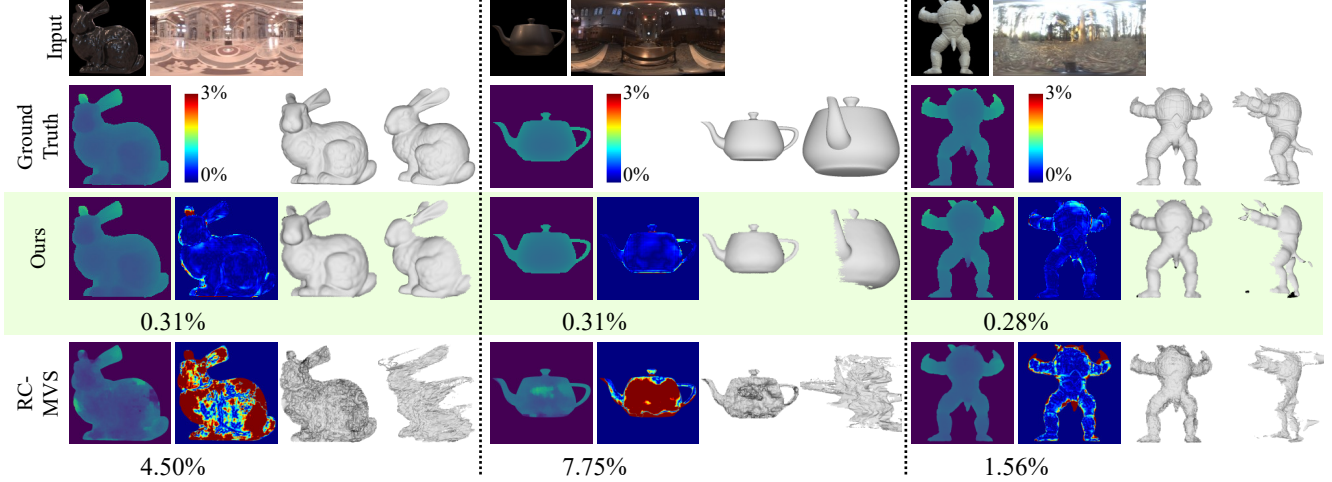 Input
Ground
Truth
3%
0%
3%
0%
3%
0%
Ours
0.31%
0.31%
0.28%
RC-
MVS
4.50%
7.75%
1.56%